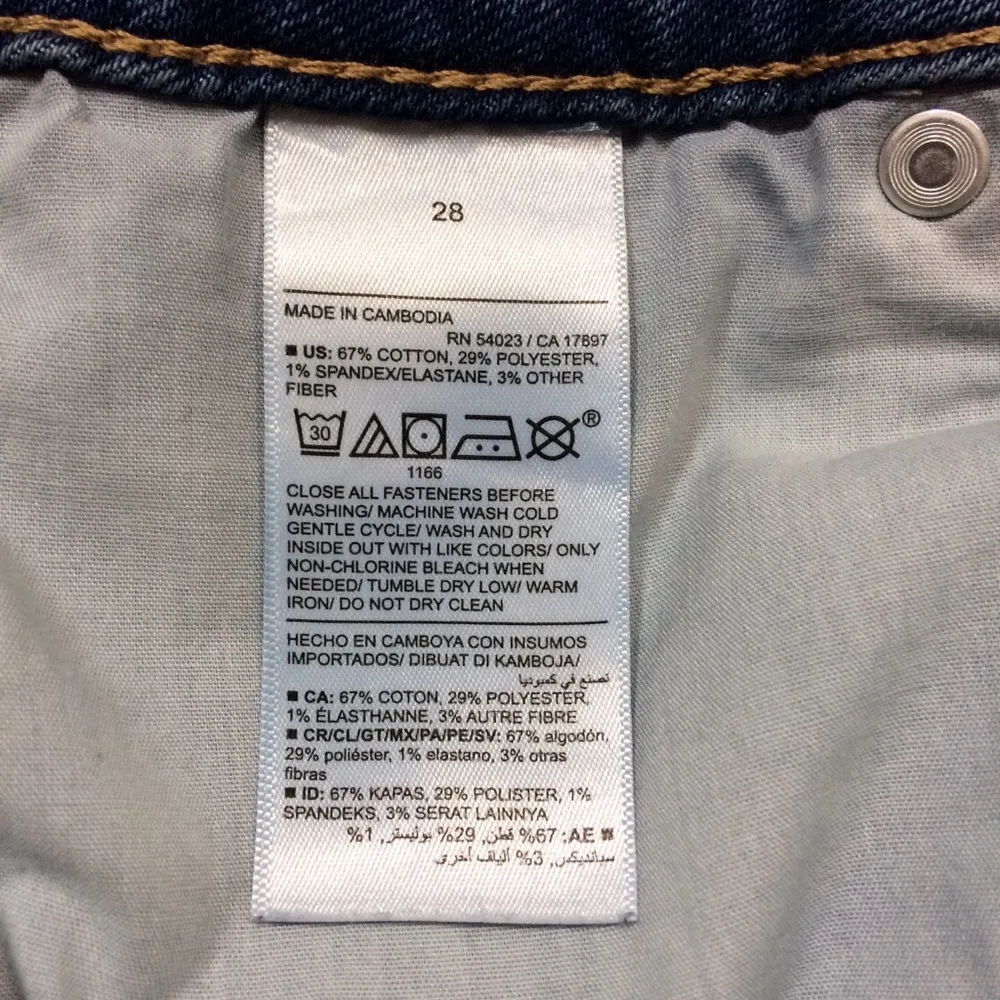 28
MADE IN CAMBODIA
RN 54023 / CA 17897
■ US: 67% COTTON, 29% POLYESTER,
1% SPANDEX/ELASTANE, 3% OTHER
FIBER
30
®
1166
CLOSE ALL FASTENERS BEFORE
WASHING/ MACHINE WASH COLD
GENTLE CYCLE/ WASH AND DRY
INSIDE OUT WITH LIKE COLORS/ ONLY
NON-CHLORINE BLEACH WHEN
NEEDED/ TUMBLE DRY LOW/ WARM
IRON/ DO NOT DRY CLEAN
HECHO EN CAMBOYA CON INSUMOS
IMPORTADOS/ DIBUAT DI KAMBOJA/
تصنع في كمبوديا
■ CA: 67% COTON, 29% POLYESTER,
1% ÉLASTHANNE, 3% AUTRE FIBRE
■ CR/CL/GT/MX/PA/PE/SV: 67% algodón,
29% poliéster, 1% elastano, 3% otras
fibras
■ ID: 67% KAPAS, 29% POLISTER, 1%
SPANDEKS, 3% SERAT LAINNYA
■ AE: 67% قطن, 29% بوليستر, 1%
سبانديكس, 3% ألياف أخرى